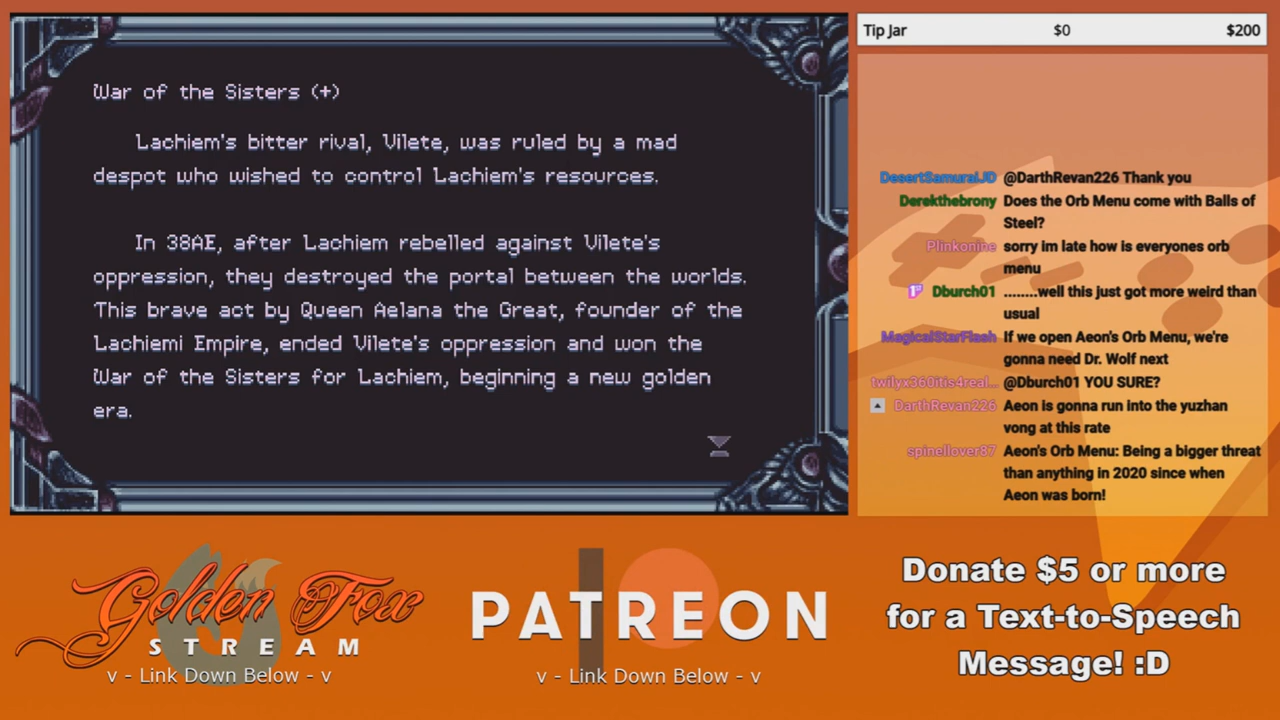 War of the Sisters (+)
Lachiem's bitter rival, Vilete, was ruled by a mad
despot who wished to control Lachiem's resources.
In 38AE, after Lachiem rebelled against Vilete's
oppression, they destroyed the portal between the worlds.
This brave act by Queen Aelana the Great, founder of the
Lachiemi Empire, ended Vilete's oppression and won the
War of the Sisters for Lachiem, beginning a new golden
era.
Tip Jar $0 $200
DesertSamuraiJD @DarthRevan226 Thank you
Derekthebrony Does the Orb Menu come with Balls of
Steel?
Plinkonine sorry im late how is everyones orb
menu
Dburch01 ........well this just got more weird than
usual
MagicalStarFlash If we open Aeon's Orb Menu, we're
gonna need Dr. Wolf next
twilyx360itis4real... @Dburch01 YOU SURE?
DarthRevan226 Aeon is gonna run into the yuzhan
vong at this rate
spinellover87 Aeon's Orb Menu: Being a bigger threat
than anything in 2020 since when
Aeon was born!
Golden Fox
STREAM
v - Link Down Below - v
PATREON
v - Link Down Below - v
Donate $5 or more
for a Text-to-Speech
Message! :D